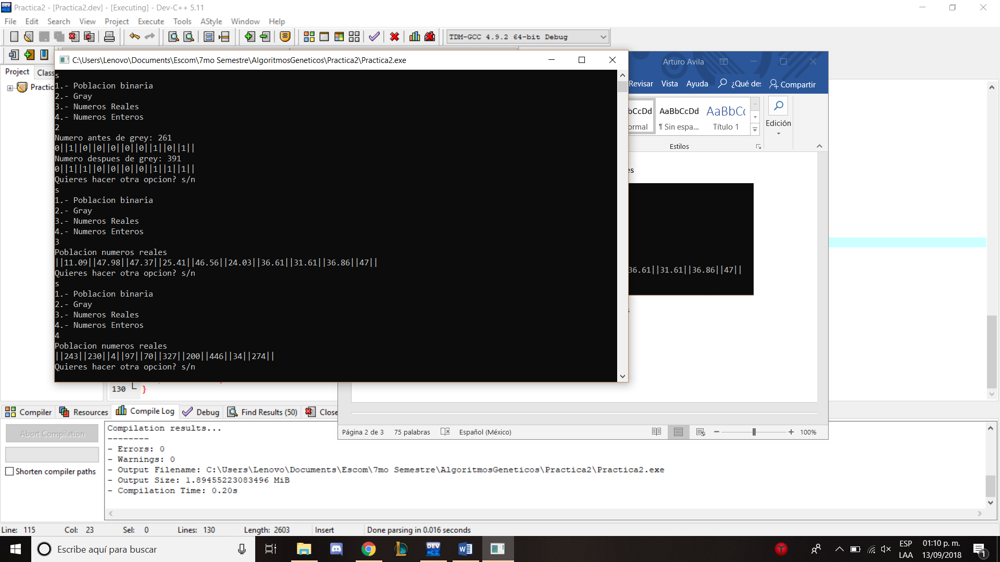 Practica2 - [Practica2.dev] - [Executing] - Dev-C++ 5.11
File Edit Search View Project Execute Tools AStyle Window Help
TDM-GCC 4.9.2 64-bit Debug
Project Class
Practic
C:\Users\Lenovo\Documents\Escom\7mo Semestre\AlgoritmosGeneticos\Practica2\Practica2.exe
s
1.- Poblacion binaria
2.- Gray
3.- Numeros Reales
4.- Numeros Enteros
2
Numero antes de grey: 261
0||1||0||0||0||0||0||1||0||1||
Numero despues de grey: 391
0||1||1||0||0||0||0||1||1||1||
Quieres hacer otra opcion? s/n
s
1.- Poblacion binaria
2.- Gray
3.- Numeros Reales
4.- Numeros Enteros
3
Poblacion numeros reales
||11.09||47.98||47.37||25.41||46.56||24.03||36.61||31.61||36.86||47||
Quieres hacer otra opcion? s/n
s
1.- Poblacion binaria
2.- Gray
3.- Numeros Reales
4.- Numeros Enteros
4
Poblacion numeros reales
||243||230||4||97||70||327||200||446||34||274||
Quieres hacer otra opcion? s/n
Arturo Avila
Revisar Vista Ayuda ¿Qué des Compartir
bCcDd AaBbCcDd AaBbCc
ormal ¶ Sin espa... Título 1
Edición
Estilos
es
36.61||31.61||36.86||47||
s
Página 2 de 3 75 palabras Español (México) 100%
130 }
Compiler Resources Compile Log Debug Find Results (50) Close
Abort Compilation
Shorten compiler paths
Compilation results...
--------
- Errors: 0
- Warnings: 0
- Output Filename: C:\Users\Lenovo\Documents\Escom\7mo Semestre\AlgoritmosGeneticos\Practica2\Practica2.exe
- Output Size: 1.89455223083496 MiB
- Compilation Time: 0.20s
Line: 115 Col: 23 Sel: 0 Lines: 130 Length: 2603 Insert Done parsing in 0.016 seconds
Escribe aquí para buscar
DEV C++
ESP
LAA
01:10 p. m.
13/09/2018
1